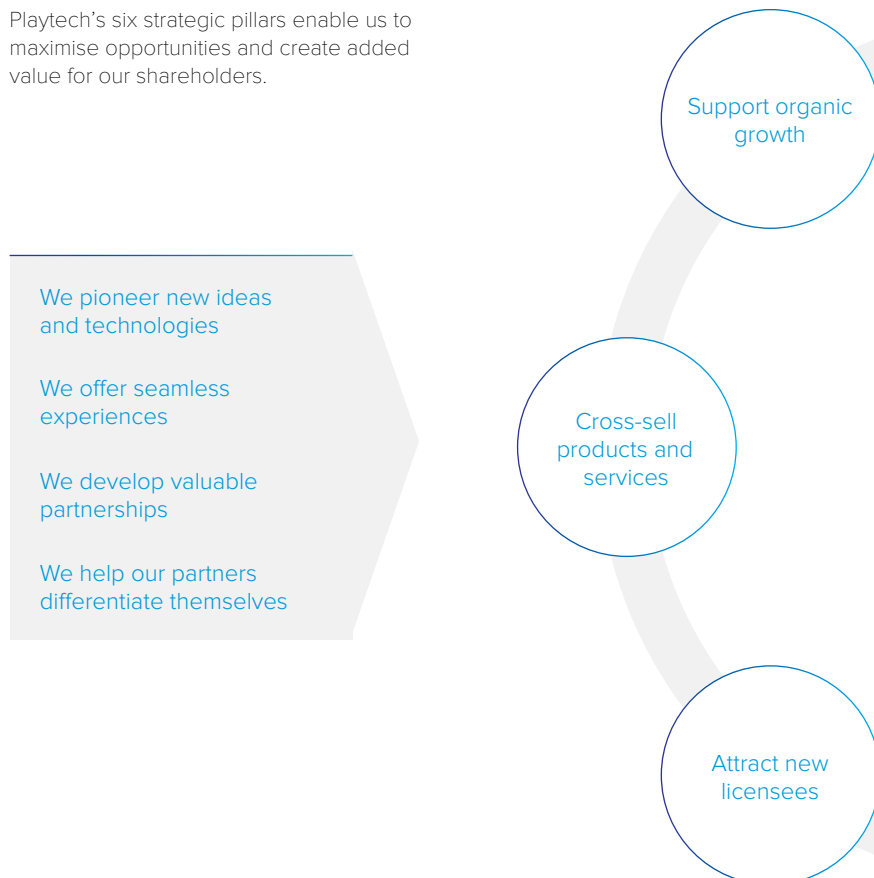 Playtech’s six strategic pillars enable us to
maximise opportunities and create added
value for our shareholders.
We pioneer new ideas
and technologies
We offer seamless
experiences
We develop valuable
partnerships
We help our partners
differentiate themselves
Support organic
growth
Cross-sell
products and
services
Attract new
licensees